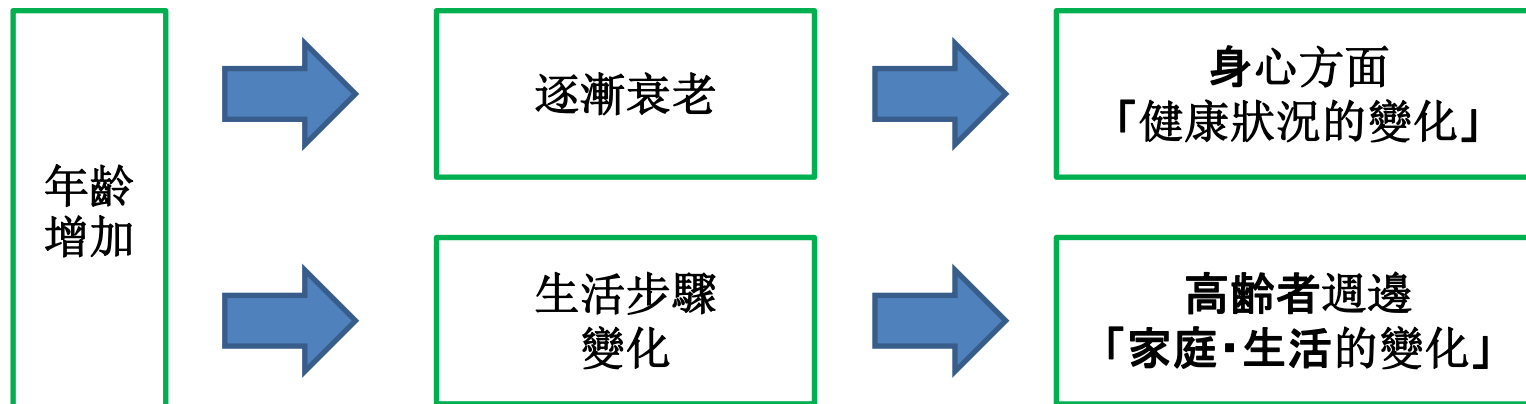 年齡
增加
逐漸衰老
身心方面
「健康狀況的變化」
生活步驟
變化
高齡者週邊
「家庭・生活的變化」